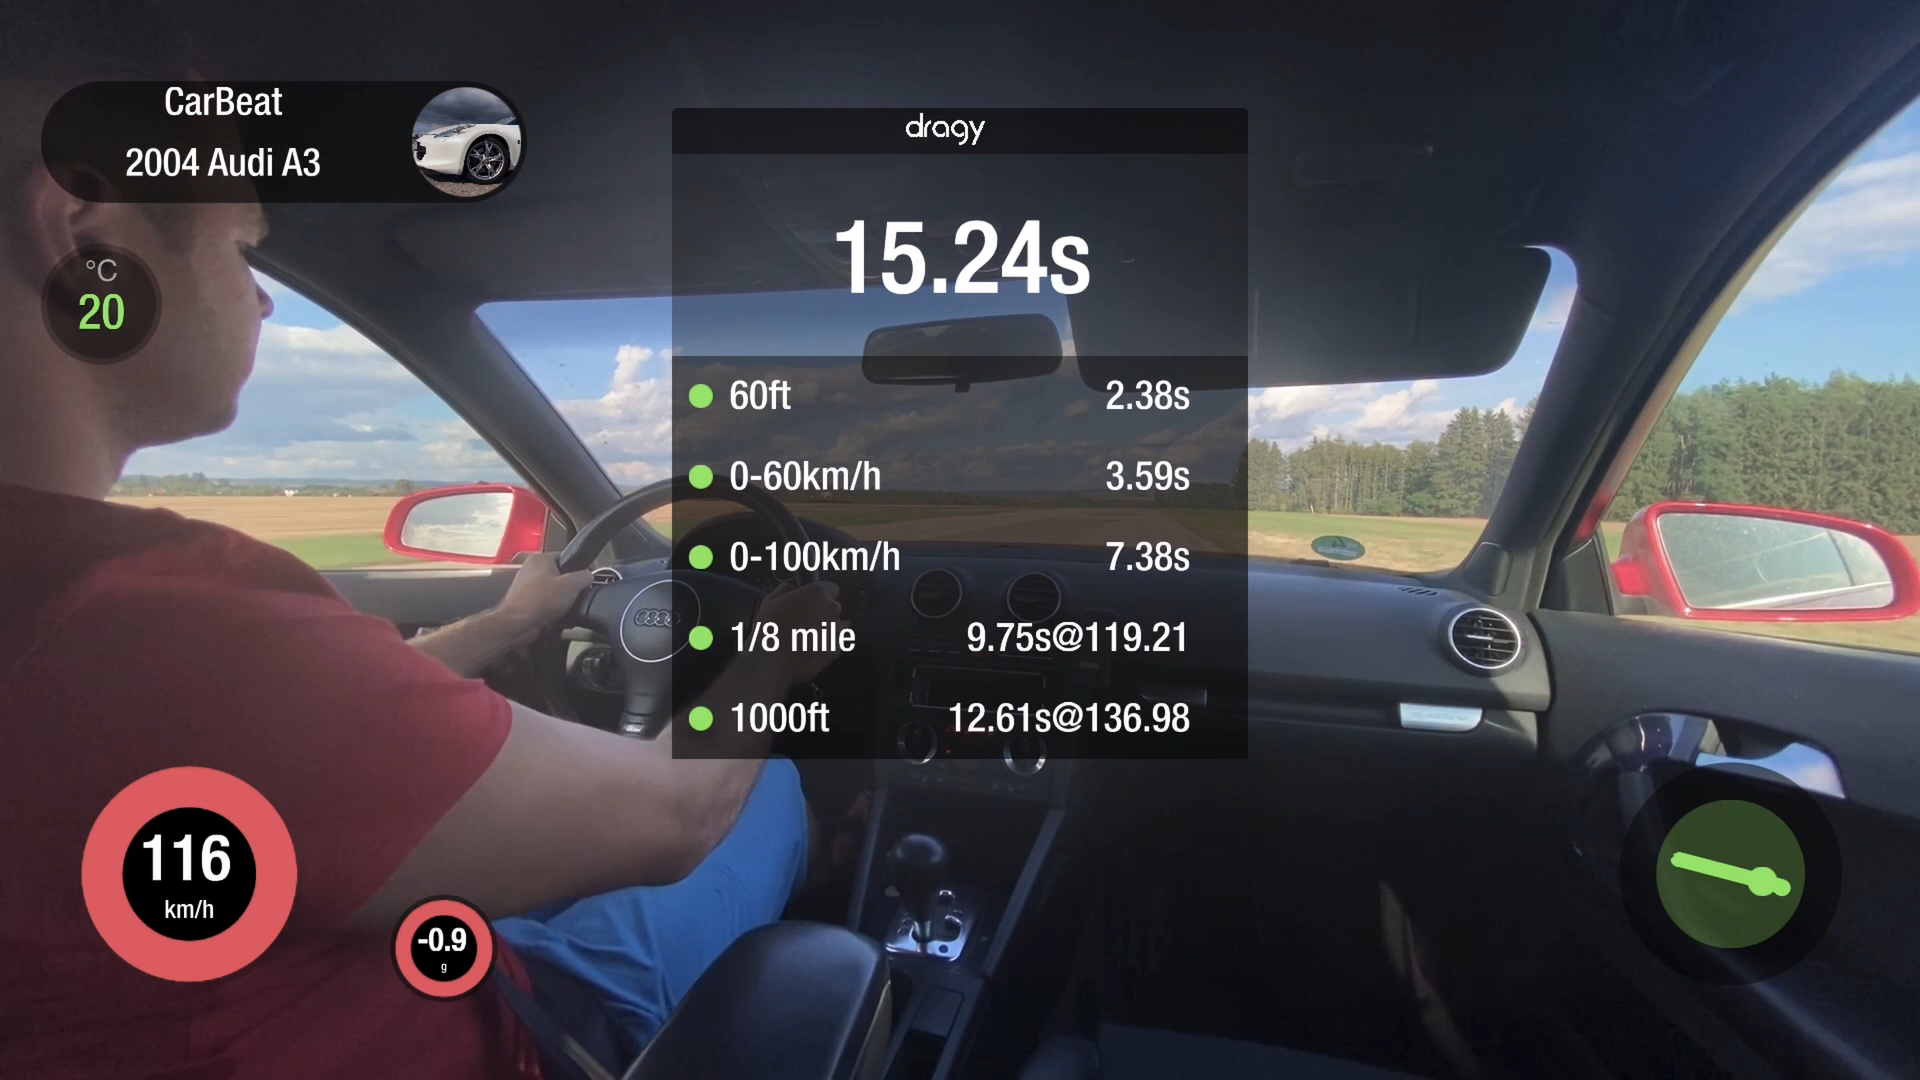 CarBeat
2004 Audi A3
°C
20
dragy
15.24s
60ft 2.38s
0-60km/h 3.59s
0-100km/h 7.38s
1/8 mile 9.75s@119.21
1000ft 12.61s@136.98
116
km/h
-0.9
g